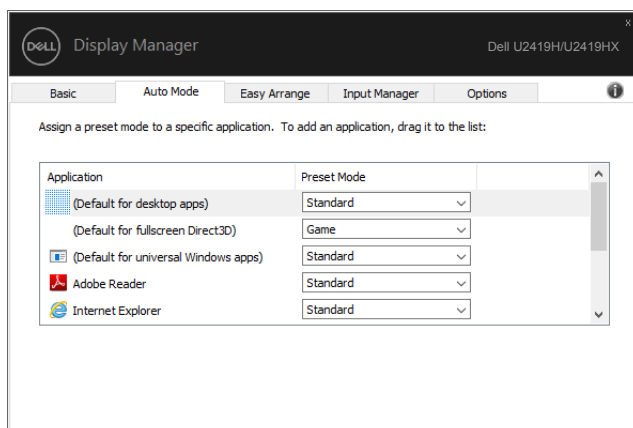 x
DELL Display Manager Dell U2419H/U2419HX
Basic Auto Mode Easy Arrange Input Manager Options
Assign a preset mode to a specific application. To add an application, drag it to the list:
Application Preset Mode
(Default for desktop apps) Standard
(Default for fullscreen Direct3D) Game
(Default for universal Windows apps) Standard
Adobe Reader Standard
Internet Explorer Standard